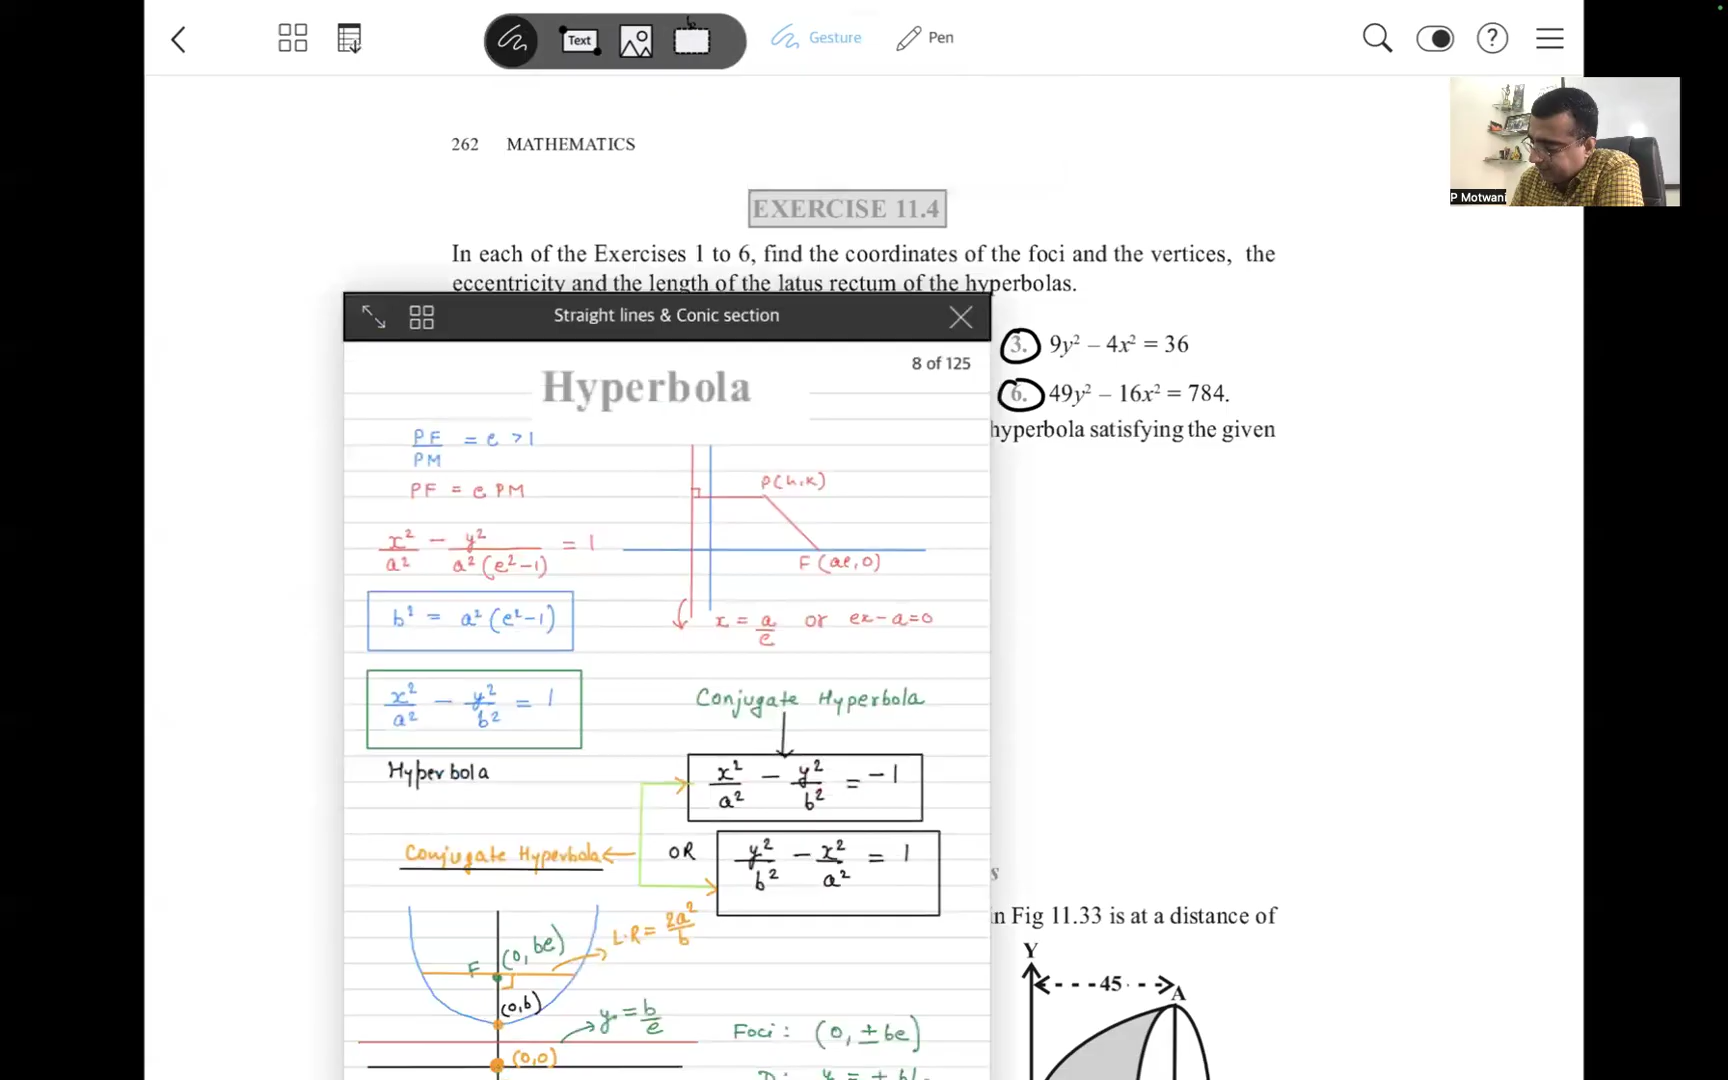 Text
Gesture
Pen
P Motwani
262 MATHEMATICS
EXERCISE 11.4
In each of the Exercises 1 to 6, find the coordinates of the foci and the vertices, the
eccentricity and the length of the latus rectum of the hyperbolas.
Straight lines & Conic section
3. 9y² – 4x² = 36
8 of 125
Hyperbola
6. 49y² – 16x² = 784.
hyperbola satisfying the given
PF/PM = e > 1
PF = e PM
P(h,k)
x²/a² – y²/a²(e²–1) = 1
F(ae,0)
b² = a²(e²–1)
x = a/e or ex–a=0
x²/a² – y²/b² = 1
Conjugate Hyperbola
Hyperbola
x²/a² – y²/b² = –1
Conjugate Hyperbola
OR
y²/b² – x²/a² = 1
s
in Fig 11.33 is at a distance of
L.R = 2a²/b
F (0, be)
Y
45
A
(0,b)
y = b/e
Foci : (0, ±be)
(0,0)